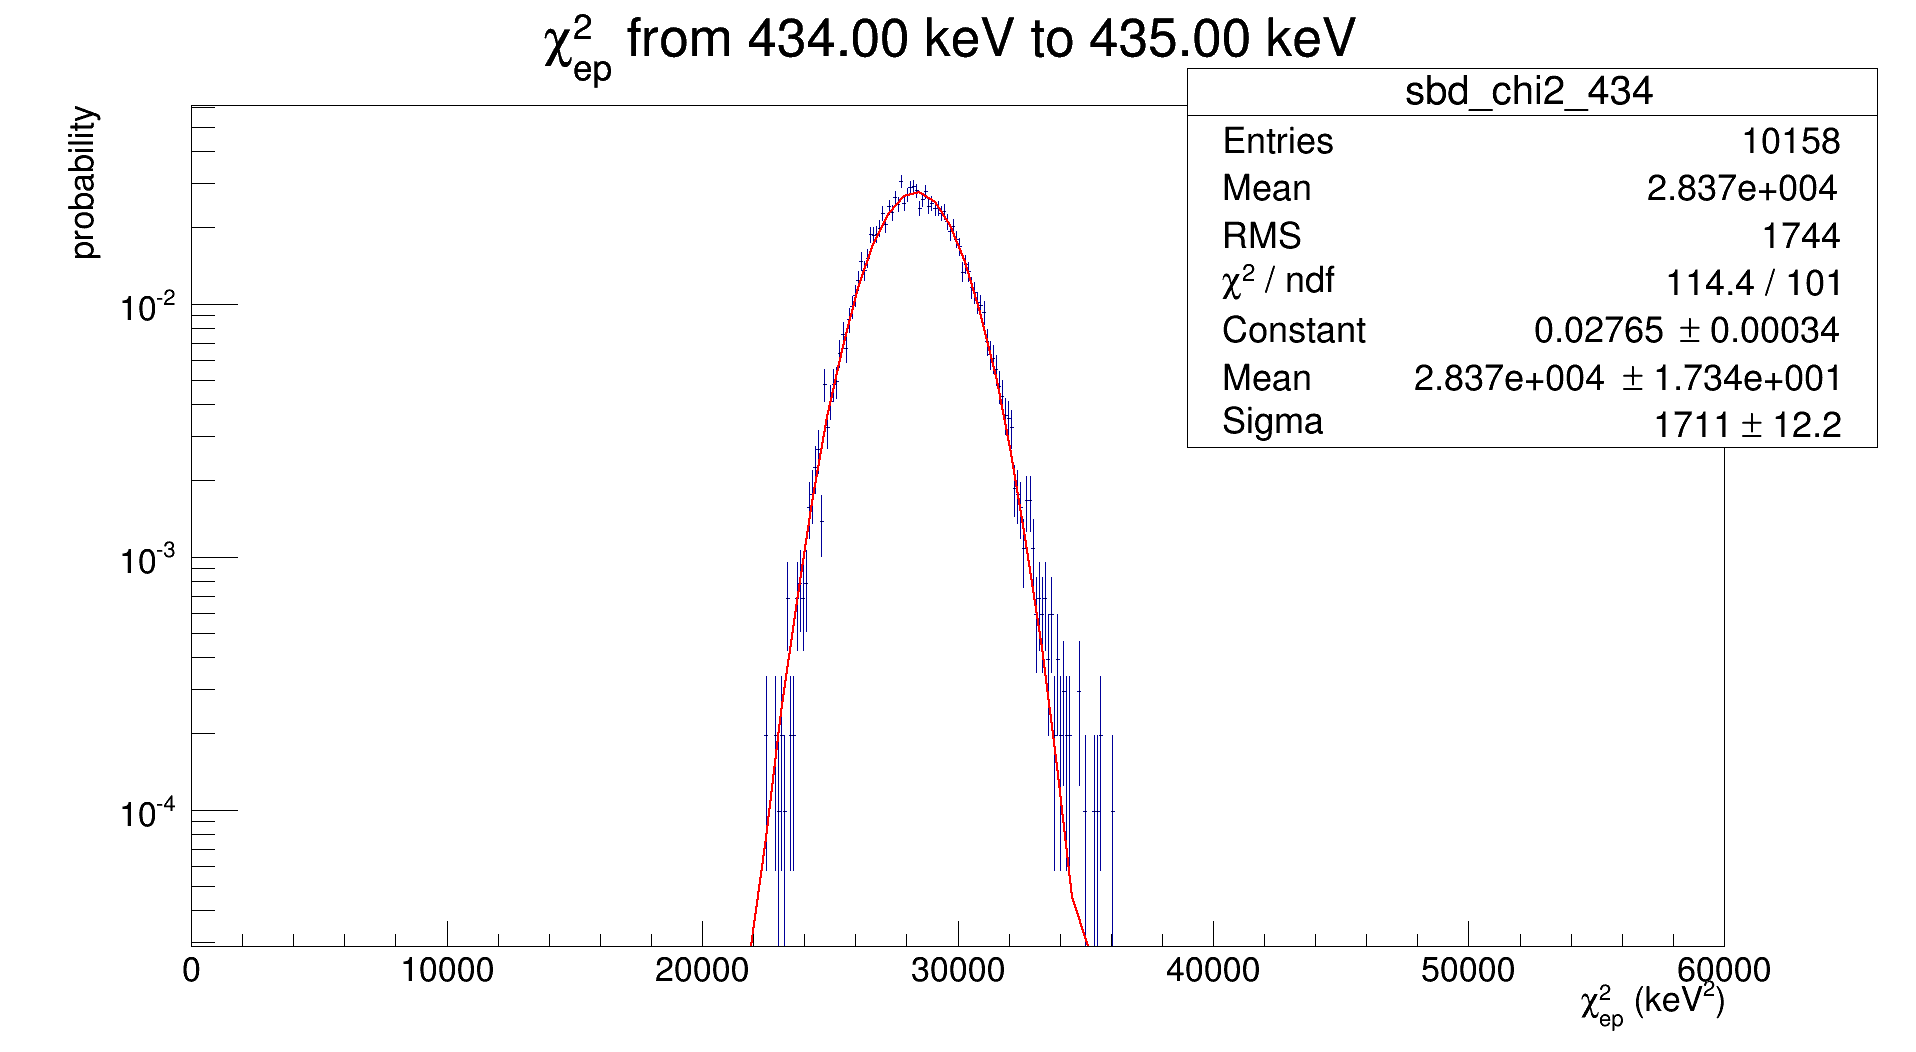 χ²ep from 434.00 keV to 435.00 keV
sbd_chi2_434
Entries 10158
Mean 2.837e+004
RMS 1744
χ² / ndf 114.4 / 101
Constant 0.02765 ± 0.00034
Mean 2.837e+004 ± 1.734e+001
Sigma 1711 ± 12.2
probability
10⁻²
10⁻³
10⁻⁴
0 10000 20000 30000 40000 50000 60000
χ²ep (keV²)